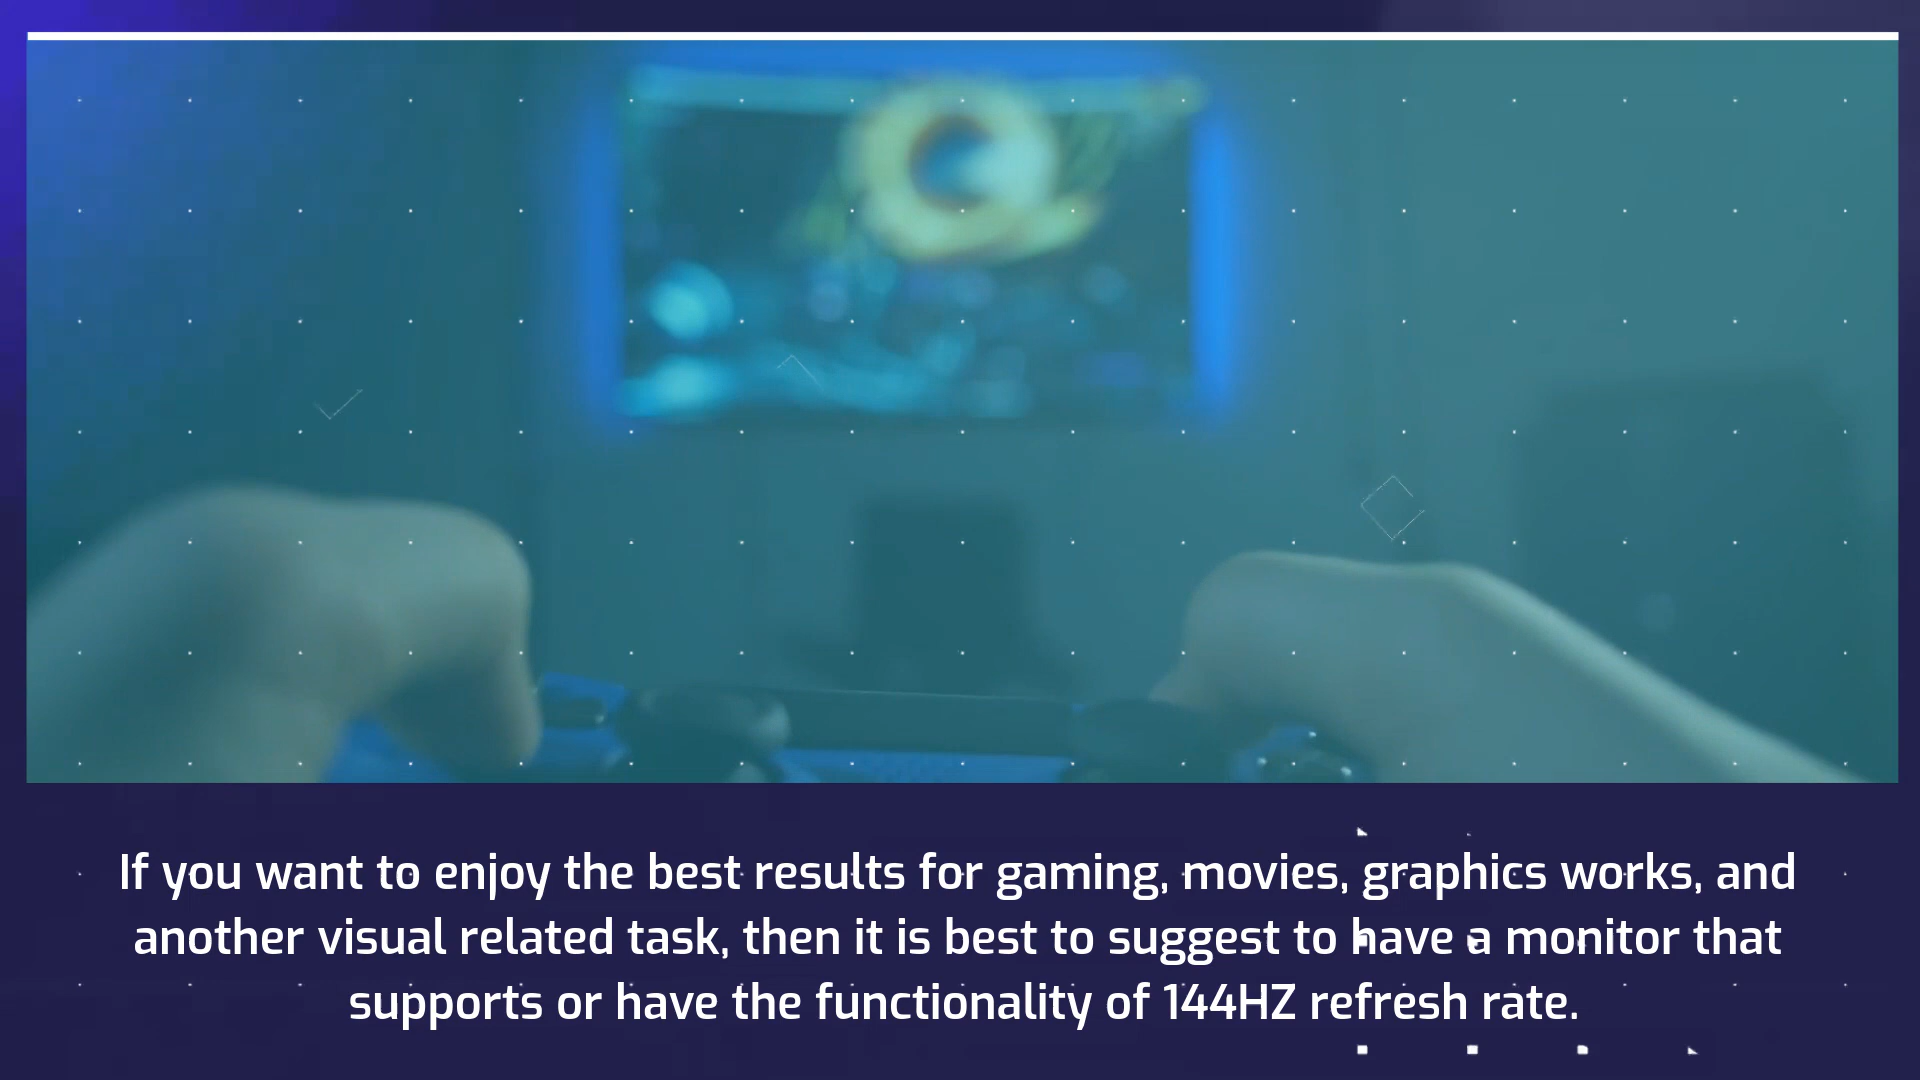 If you want to enjoy the best results for gaming, movies, graphics works, and
another visual related task, then it is best to suggest to have a monitor that
supports or have the functionality of 144HZ refresh rate.